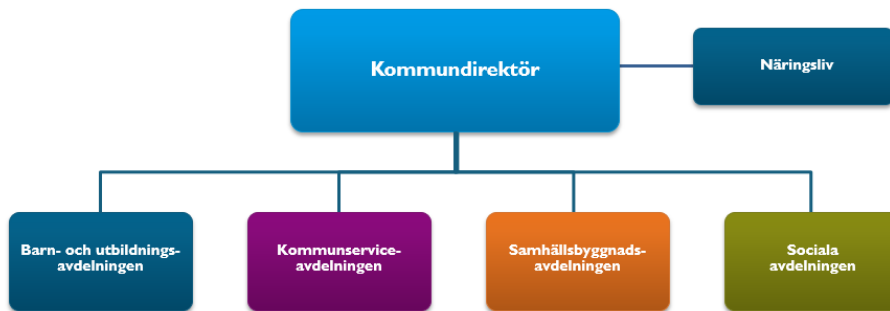 Kommundirektör
Näringsliv
Barn- och utbildnings-
avdelningen
Kommunservice-
avdelningen
Samhällsbyggnads-
avdelningen
Sociala
avdelningen